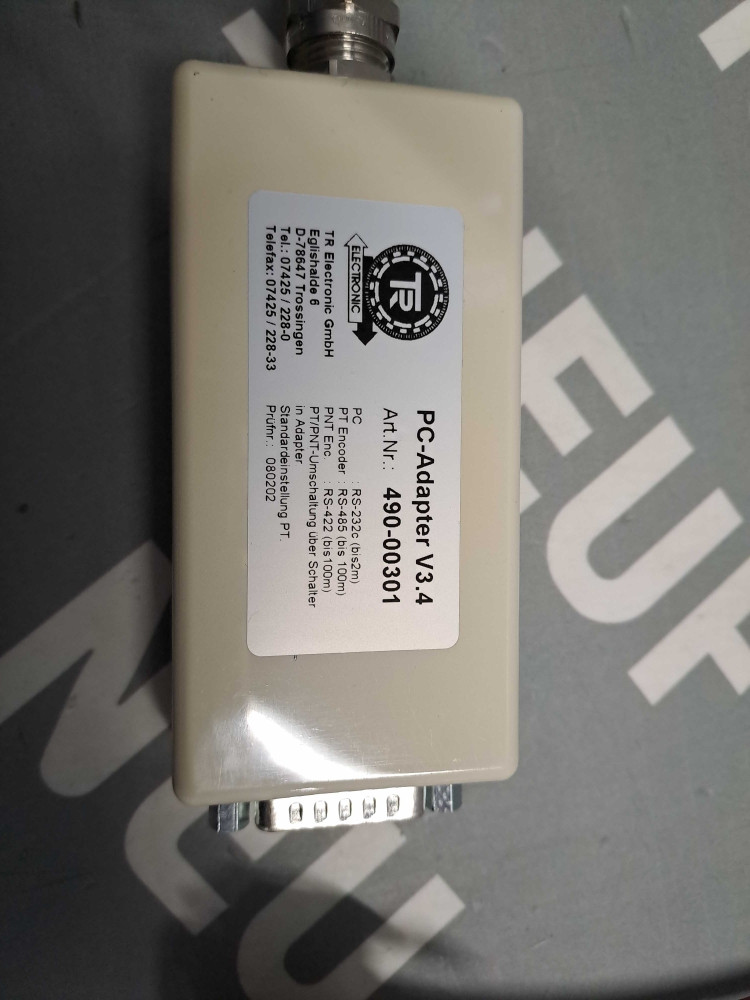 TR
ELECTRONIC
TR Electronic GmbH
Eglishalde 6
D-78647 Trossingen
Tel.: 07425 / 228-0
Telefax: 07425 / 228-33
PC-Adapter V3.4
Art.Nr.: 490-00301
PC : RS-232c (bis2m)
PT Encoder : RS-485 (bis 100m)
PNT Enc. : RS-422 (bis100m)
PT/PNT-Umschaltung über Schalter
in Adapter
Standardeinstellung PT.
Prüfnr.: 080202